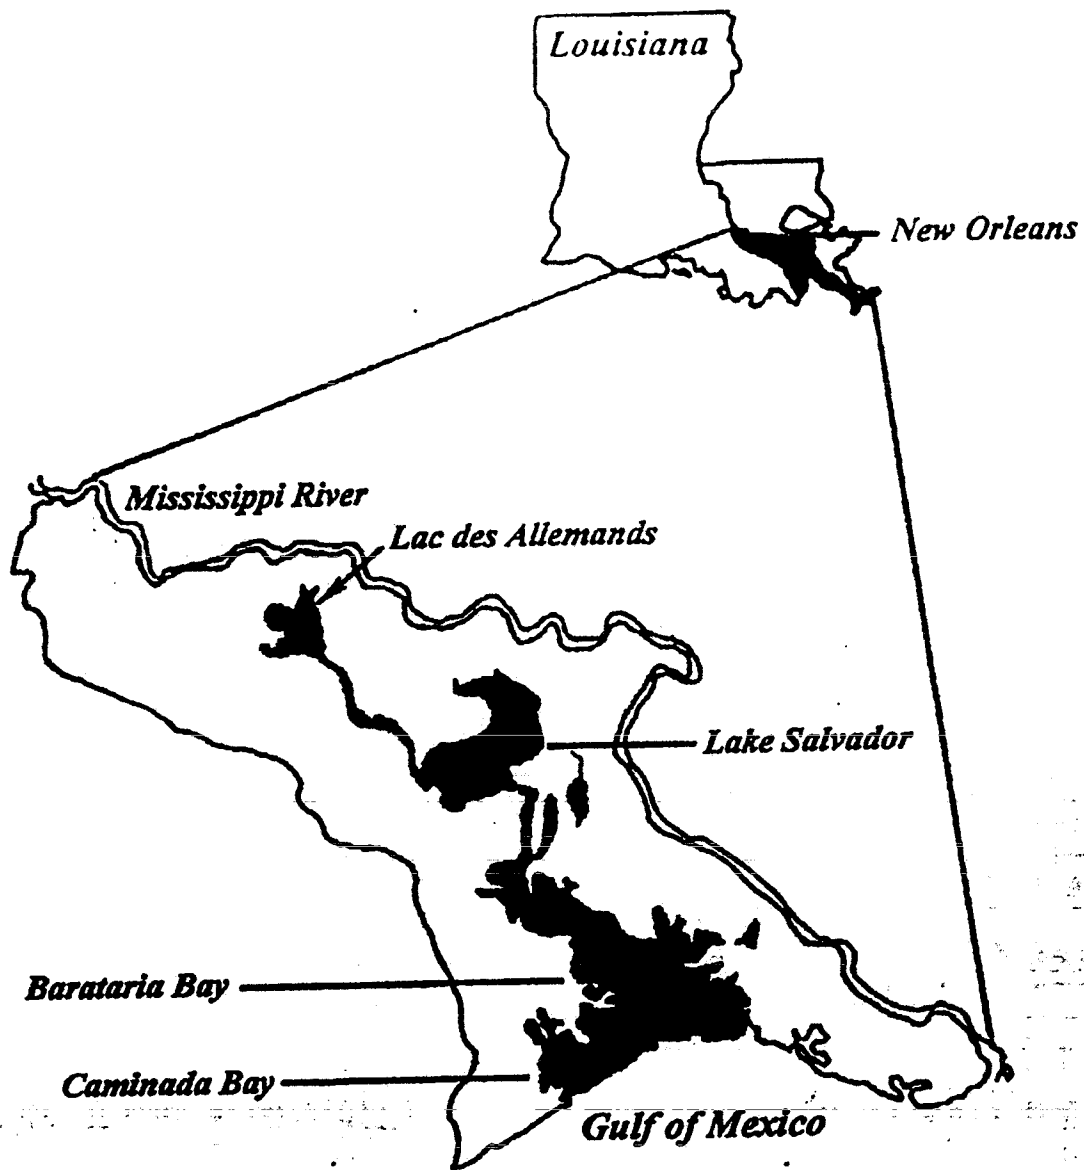 Louisiana
New Orleans
Mississippi River
Lac des Allemands
Lake Salvador
Barataria Bay
Caminada Bay
Gulf of Mexico